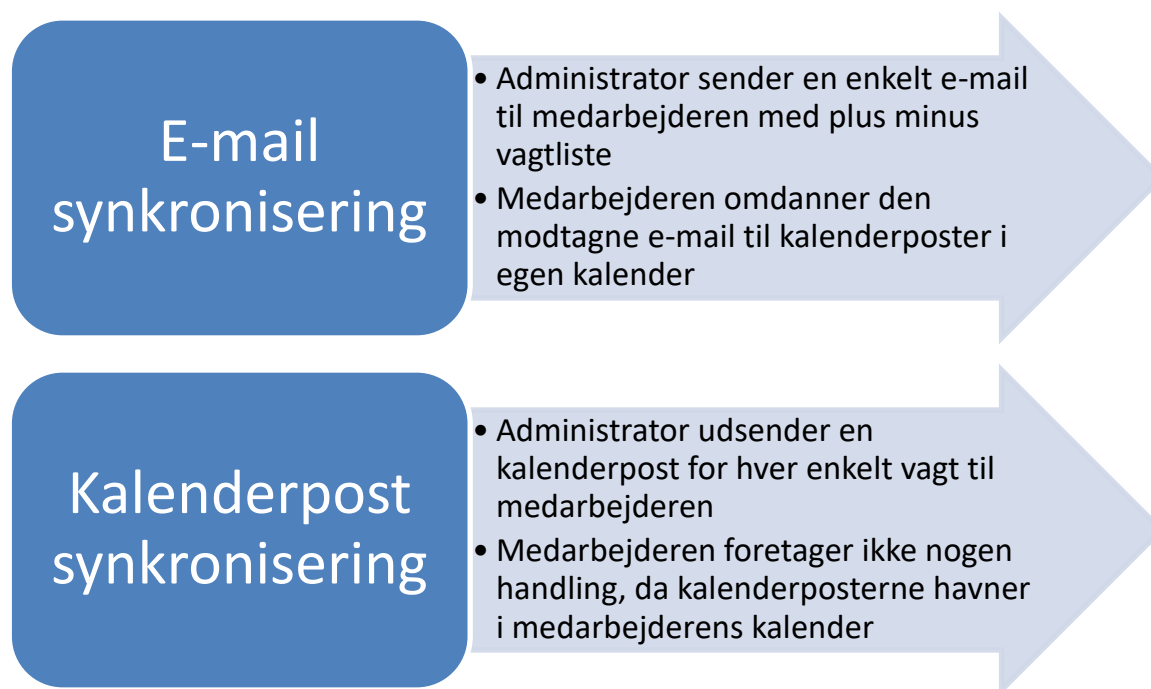 E-mail
synkronisering
• Administrator sender en enkelt e-mail
til medarbejderen med plus minus
vagtliste
• Medarbejderen omdanner den
modtagne e-mail til kalenderposter i
egen kalender
Kalenderpost
synkronisering
• Administrator udsender en
kalenderpost for hver enkelt vagt til
medarbejderen
• Medarbejderen foretager ikke nogen
handling, da kalenderposterne havner
i medarbejderens kalender